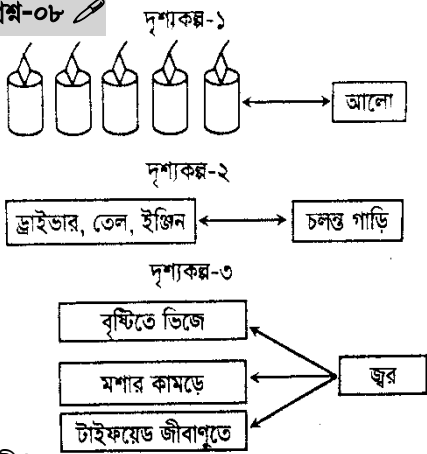 প্রশ্ন-০৮
দৃশ্যকল্প-১
আলো
দৃশ্যকল্প-২
ড্রাইভার, তেল, ইঞ্জিন
চলন্ত গাড়ি
দৃশ্যকল্প-৩
বৃষ্টিতে ভিজে
মশার কামড়ে
জ্বর
টাইফয়েড জীবাণুতে